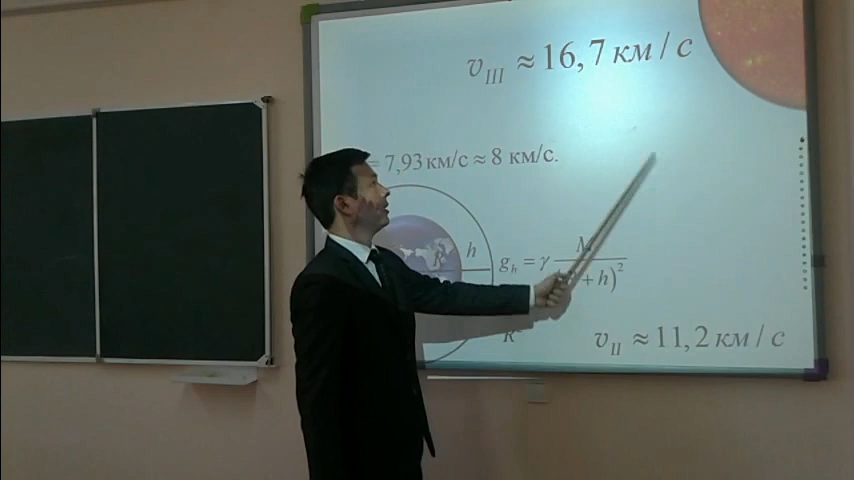 v_III ≈ 16,7 км / с
= 7,93 км/с ≈ 8 км/с.
R h
g_h = γ M
+ h)²
R
v_II ≈ 11,2 км / с